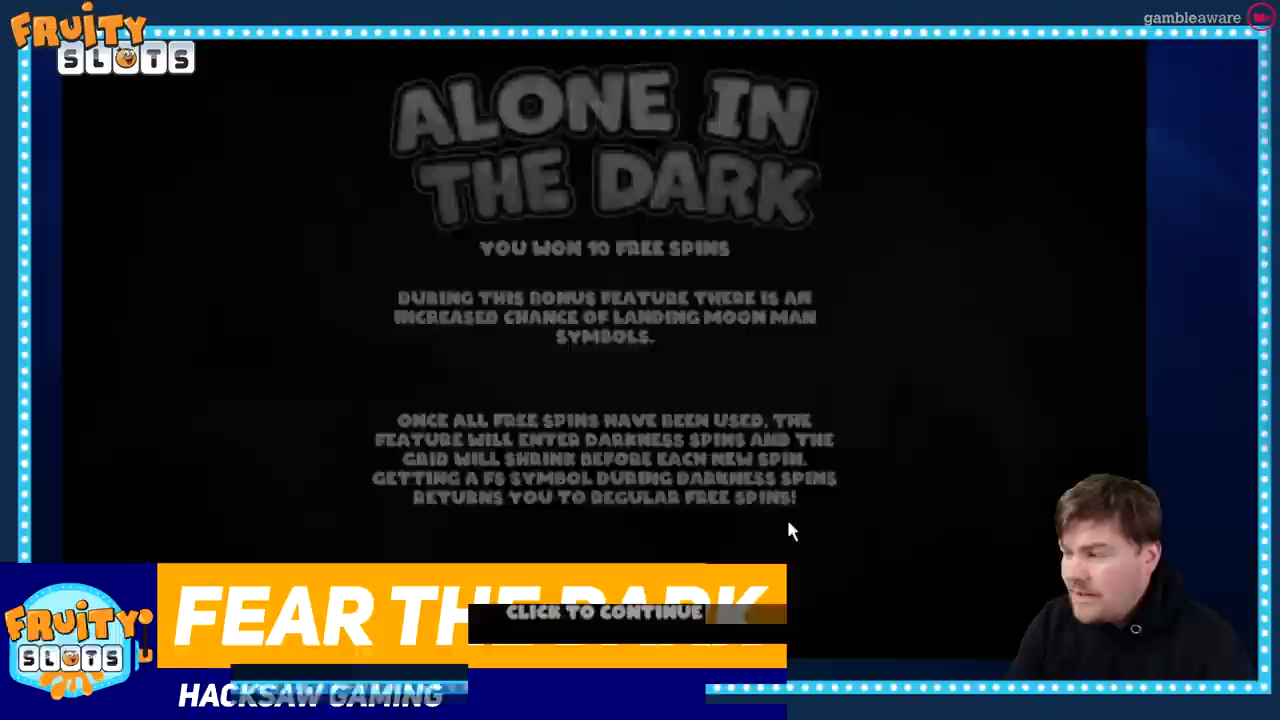 FRUITY
SLOTS
gambleaware
18+
ALONE IN
THE DARK
YOU WON 10 FREE SPINS
DURING THIS BONUS FEATURE THERE IS AN
INCREASED CHANCE OF LANDING MOON MAN
SYMBOLS.
ONCE ALL FREE SPINS HAVE BEEN USED, THE
FEATURE WILL ENTER DARKNESS SPINS AND THE
GRID WILL SHRINK BEFORE EACH NEW SPIN.
GETTING A FS SYMBOL DURING DARKNESS SPINS
RETURNS YOU TO REGULAR FREE SPINS!
CLICK TO CONTINUE
FRUITY
SLOTS
FEAR THE DARK
HACKSAW GAMING